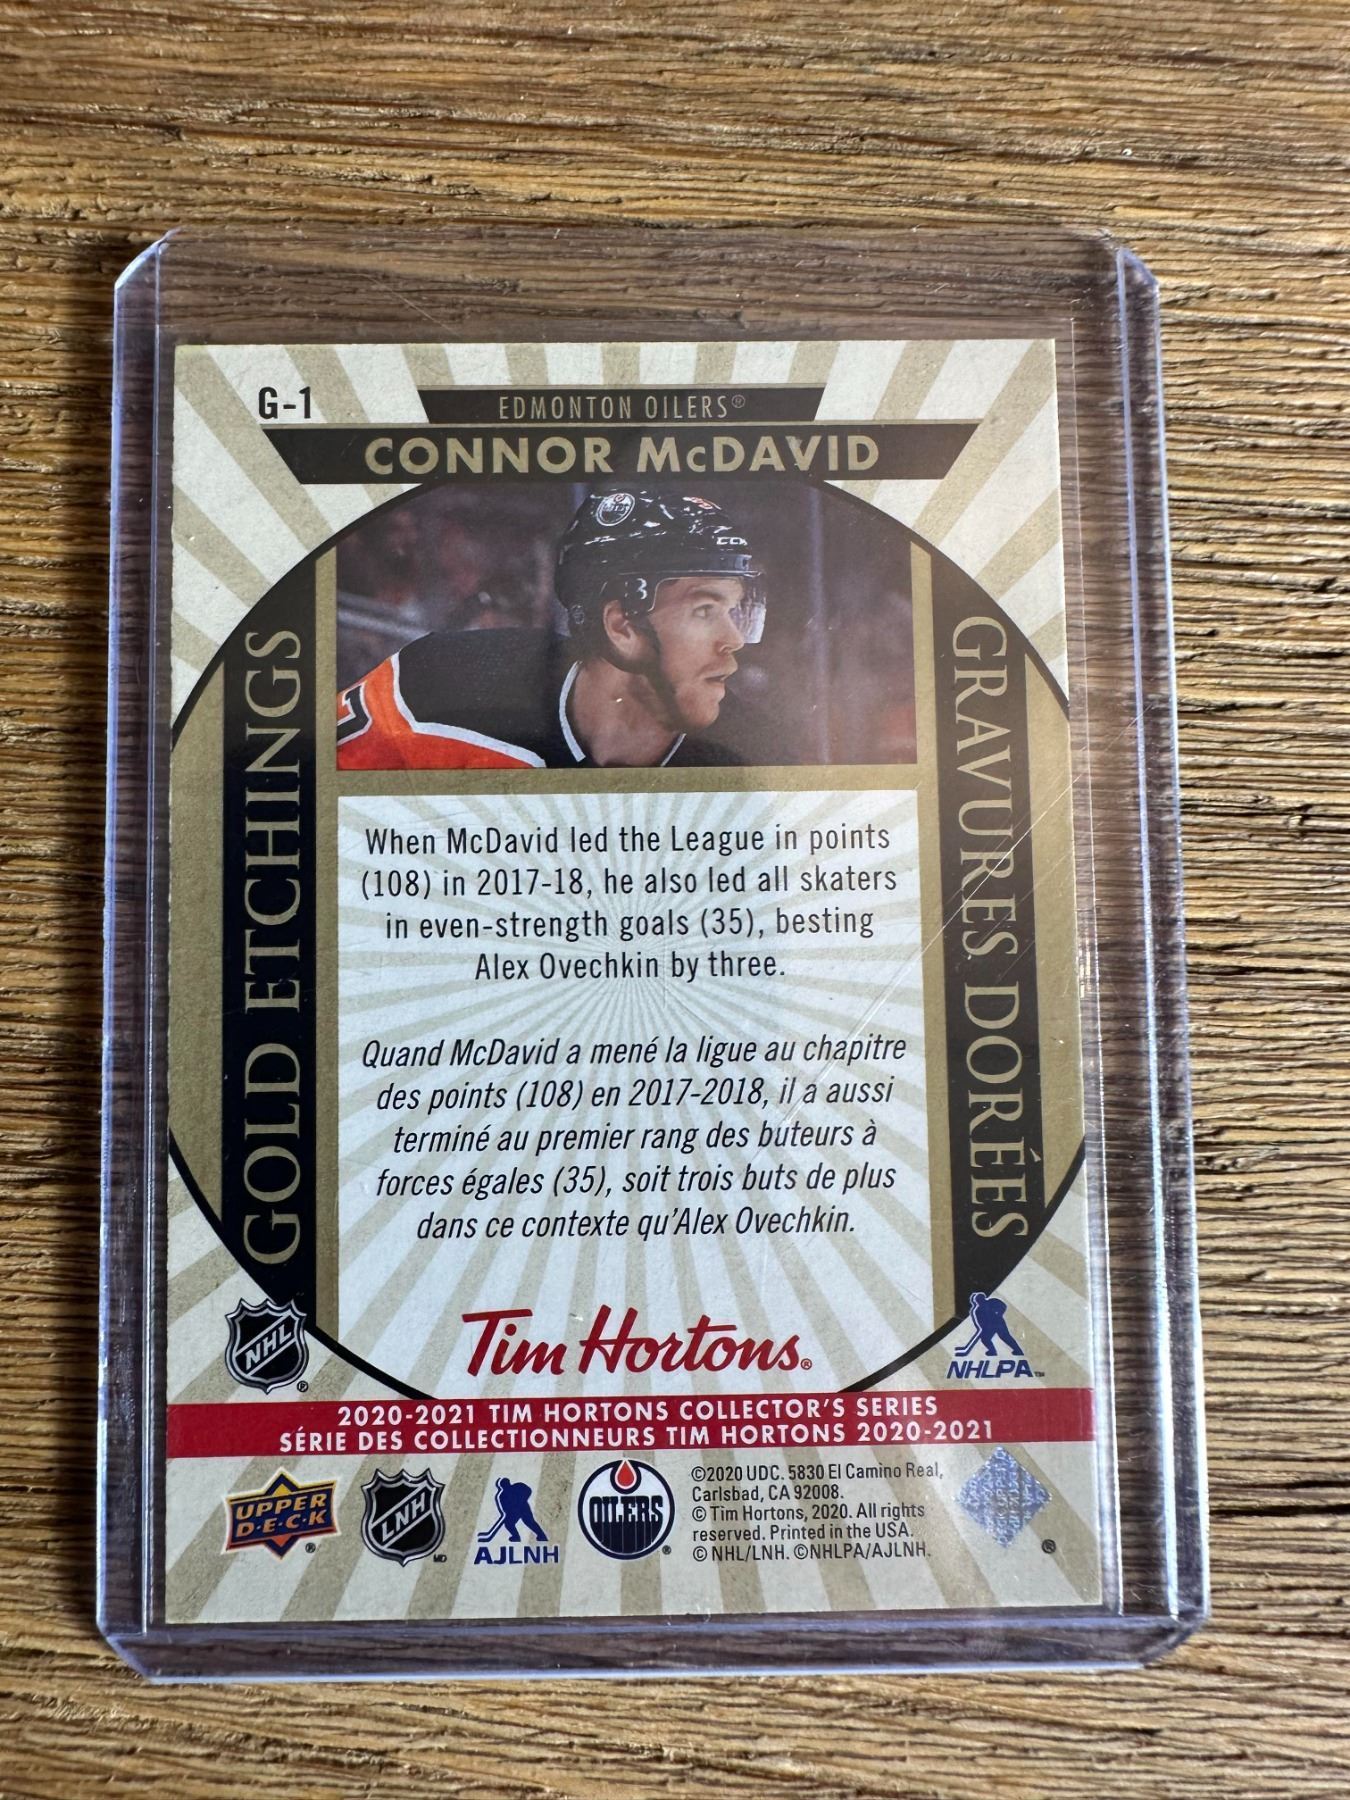 G-1
EDMONTON OILERS®
CONNOR McDAVID
CCM
GOLD ETCHINGS
GRAVURES DORÉES
When McDavid led the League in points
(108) in 2017-18, he also led all skaters
in even-strength goals (35), besting
Alex Ovechkin by three.
Quand McDavid a mené la ligue au chapitre
des points (108) en 2017-2018, il a aussi
terminé au premier rang des buteurs à
forces égales (35), soit trois buts de plus
dans ce contexte qu'Alex Ovechkin.
NHL ®
Tim Hortons®
NHLPA™
2020-2021 TIM HORTONS COLLECTOR'S SERIES
SÉRIE DES COLLECTIONNEURS TIM HORTONS 2020-2021
UPPER
D·E·C·K ®
LNH MD
AJLNH
OILERS ®
©2020 UDC. 5830 El Camino Real,
Carlsbad, CA 92008.
© Tim Hortons, 2020. All rights
reserved. Printed in the USA.
© NHL/LNH. ©NHLPA/AJLNH.
®